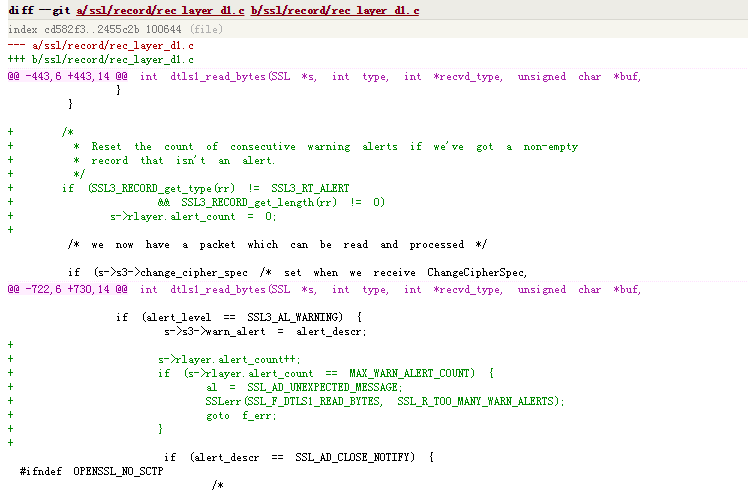 diff --git a/ssl/record/rec_layer_d1.c b/ssl/record/rec_layer_d1.c
index cd582f3..2455c2b 100644 (file)
--- a/ssl/record/rec_layer_d1.c
+++ b/ssl/record/rec_layer_d1.c
@@ -443,6 +443,14 @@ int dtls1_read_bytes(SSL *s, int type, int *recvd_type, unsigned char *buf,
             }
         }

+    /*
+     * Reset the count of consecutive warning alerts if we've got a non-empty
+     * record that isn't an alert.
+     */
+    if (SSL3_RECORD_get_type(rr) != SSL3_RT_ALERT
+            && SSL3_RECORD_get_length(rr) != 0)
+        s->rlayer.alert_count = 0;
+
     /* we now have a packet which can be read and processed */

     if (s->s3->change_cipher_spec /* set when we receive ChangeCipherSpec,
@@ -722,6 +730,14 @@ int dtls1_read_bytes(SSL *s, int type, int *recvd_type, unsigned char *buf,

         if (alert_level == SSL3_AL_WARNING) {
             s->s3->warn_alert = alert_descr;
+
+            s->rlayer.alert_count++;
+            if (s->rlayer.alert_count == MAX_WARN_ALERT_COUNT) {
+                al = SSL_AD_UNEXPECTED_MESSAGE;
+                SSLerr(SSL_F_DTLS1_READ_BYTES, SSL_R_TOO_MANY_WARN_ALERTS);
+                goto f_err;
+            }
+
             if (alert_descr == SSL_AD_CLOSE_NOTIFY) {
 #ifndef OPENSSL_NO_SCTP
                 /*